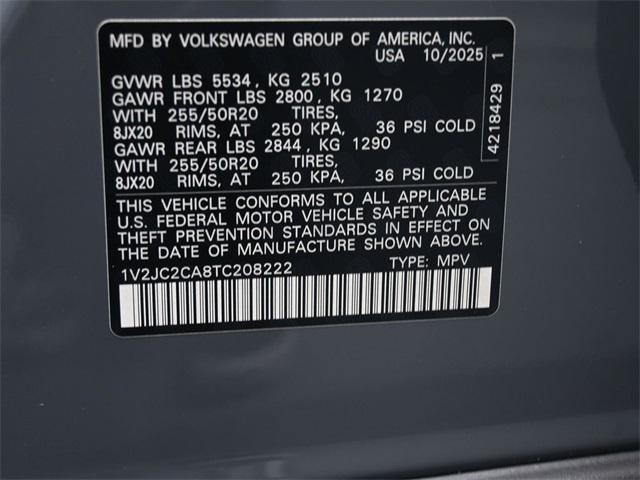 MFD BY VOLKSWAGEN GROUP OF AMERICA, INC.
USA 10/2025
GVWR LBS 5534, KG 2510
GAWR FRONT LBS 2800, KG 1270
WITH 255/50R20 TIRES,
8JX20 RIMS, AT 250 KPA, 36 PSI COLD
GAWR REAR LBS 2844, KG 1290
WITH 255/50R20 TIRES,
8JX20 RIMS, AT 250 KPA, 36 PSI COLD
THIS VEHICLE CONFORMS TO ALL APPLICABLE
U.S. FEDERAL MOTOR VEHICLE SAFETY AND
THEFT PREVENTION STANDARDS IN EFFECT ON
THE DATE OF MANUFACTURE SHOWN ABOVE.
1V2JC2CA8TC208222 TYPE: MPV
4218429 1